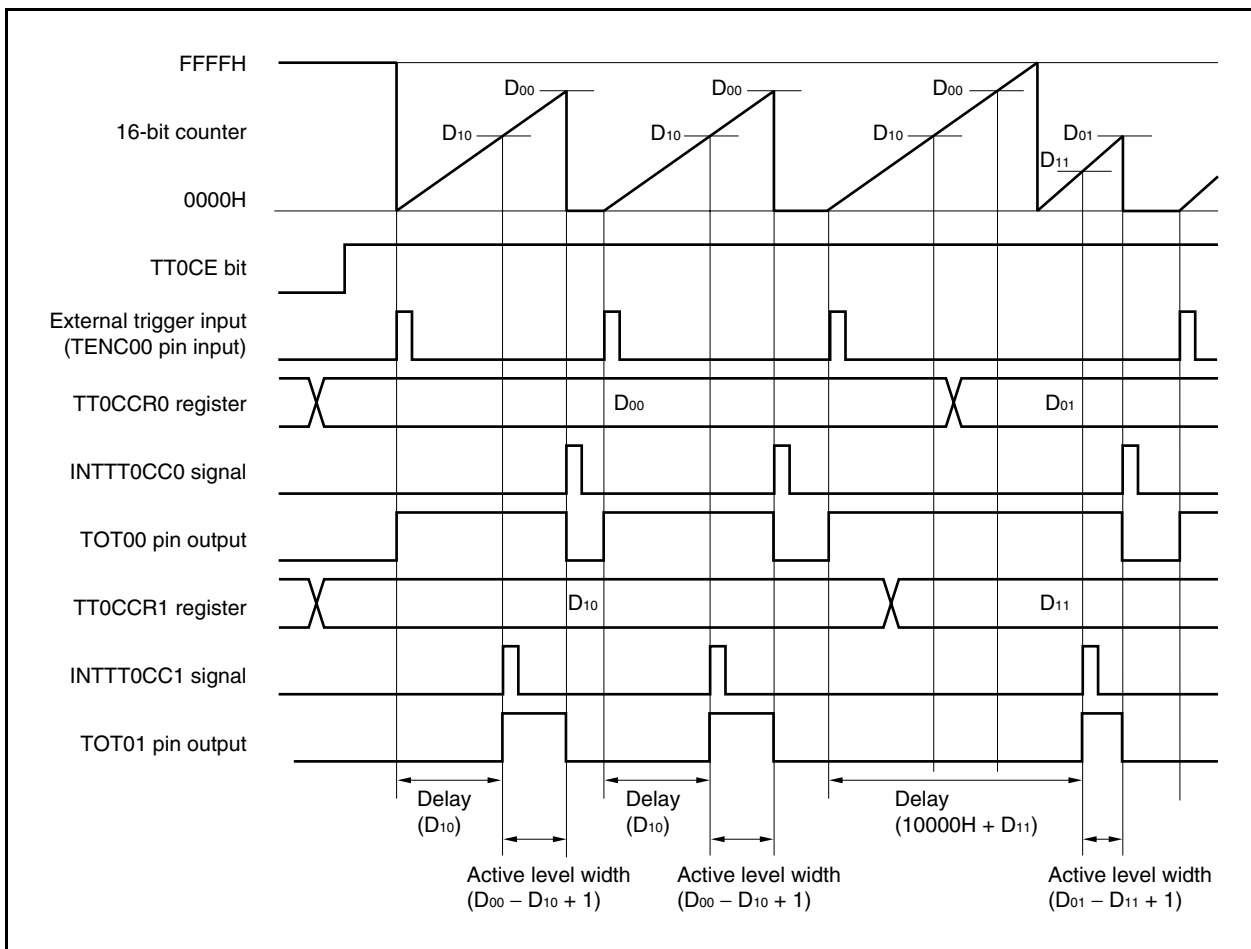 FFFFH
D00
D00
D00
16-bit counter
D10
D10
D10
D01
D11
0000H
TT0CE bit
External trigger input
(TENC00 pin input)
TT0CCR0 register
D00
D01
INTTT0CC0 signal
TOT00 pin output
TT0CCR1 register
D10
D11
INTTT0CC1 signal
TOT01 pin output
Delay
(D10)
Delay
(D10)
Delay
(10000H + D11)
Active level width
(D00 − D10 + 1)
Active level width
(D00 − D10 + 1)
Active level width
(D01 − D11 + 1)